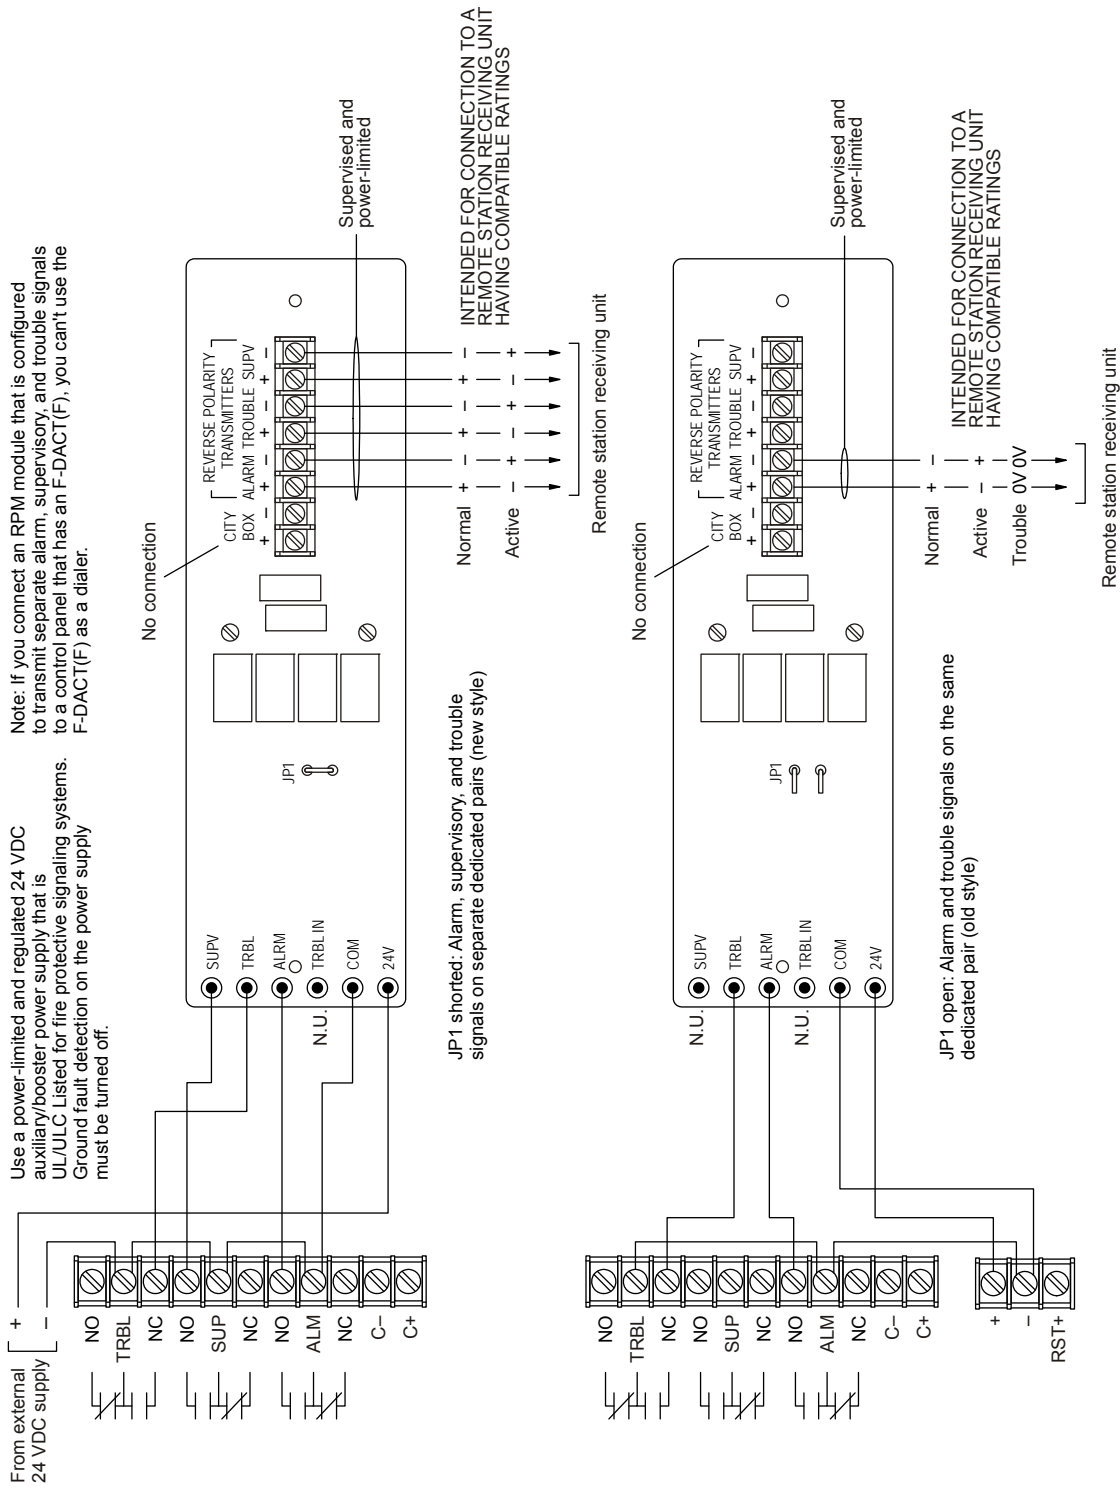 From external
24 VDC supply
+
–
Use a power-limited and regulated 24 VDC
auxiliary/booster power supply that is
UL/ULC Listed for fire protective signaling systems.
Ground fault detection on the power supply
must be turned off.
Note: If you connect an RPM module that is configured
to transmit separate alarm, supervisory, and trouble signals
to a control panel that has an F-DACT(F), you can't use the
F-DACT(F) as a dialer.
NO
TRBL
NC
NO
SUP
NC
NO
ALM
NC
C–
C+
SUPV
TRBL
ALRM
TRBL IN
COM
24V
N.U.
JP1
No connection
CITY
BOX
REVERSE POLARITY
TRANSMITTERS
ALARM TROUBLE SUPV
+ – + – + – + –
Supervised and
power-limited
Normal + – + – + –
Active – + – + – +
INTENDED FOR CONNECTION TO A
REMOTE STATION RECEIVING UNIT
HAVING COMPATIBLE RATINGS
Remote station receiving unit
JP1 shorted: Alarm, supervisory, and trouble
signals on separate dedicated pairs (new style)
NO
TRBL
NC
NO
SUP
NC
NO
ALM
NC
C–
C+
+
–
RST+
N.U.
SUPV
TRBL
ALRM
TRBL IN
COM
24V
N.U.
JP1
No connection
CITY
BOX
REVERSE POLARITY
TRANSMITTERS
ALARM TROUBLE SUPV
+ – + – + – + –
Supervised and
power-limited
Normal + –
Active – +
Trouble 0V 0V
INTENDED FOR CONNECTION TO A
REMOTE STATION RECEIVING UNIT
HAVING COMPATIBLE RATINGS
Remote station receiving unit
JP1 open: Alarm and trouble signals on the same
dedicated pair (old style)